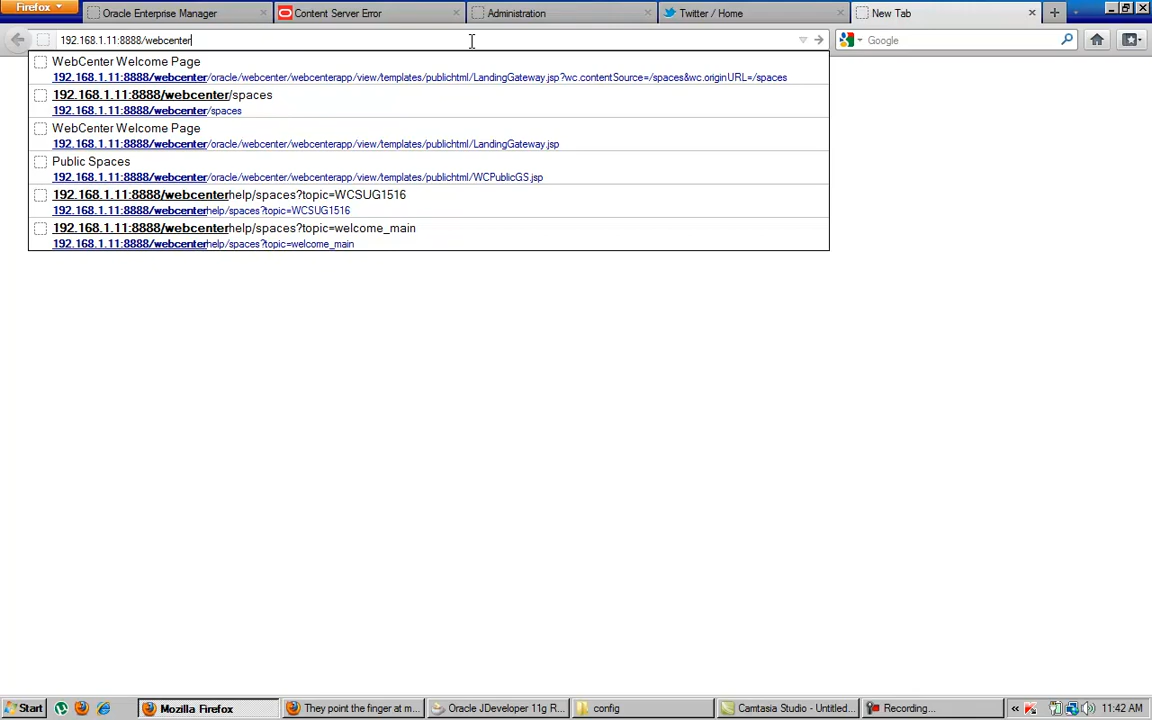 Firefox
Oracle Enterprise Manager
Content Server Error
Administration
Twitter / Home
New Tab
192.168.1.11:8888/webcenter
Google
WebCenter Welcome Page
192.168.1.11:8888/webcenter/oracle/webcenter/webcenterapp/view/templates/publichtml/LandingGateway.jsp?wc.contentSource=/spaces&wc.originURL=/spaces
192.168.1.11:8888/webcenter/spaces
192.168.1.11:8888/webcenter/spaces
WebCenter Welcome Page
192.168.1.11:8888/webcenter/oracle/webcenter/webcenterapp/view/templates/publichtml/LandingGateway.jsp
Public Spaces
192.168.1.11:8888/webcenter/oracle/webcenter/webcenterapp/view/templates/publichtml/WCPublicGS.jsp
192.168.1.11:8888/webcenterhelp/spaces?topic=WCSUG1516
192.168.1.11:8888/webcenterhelp/spaces?topic=WCSUG1516
192.168.1.11:8888/webcenterhelp/spaces?topic=welcome_main
192.168.1.11:8888/webcenterhelp/spaces?topic=welcome_main
Start
Mozilla Firefox
They point the finger at m...
Oracle JDeveloper 11g R...
config
Camtasia Studio - Untitled...
Recording...
11:42 AM